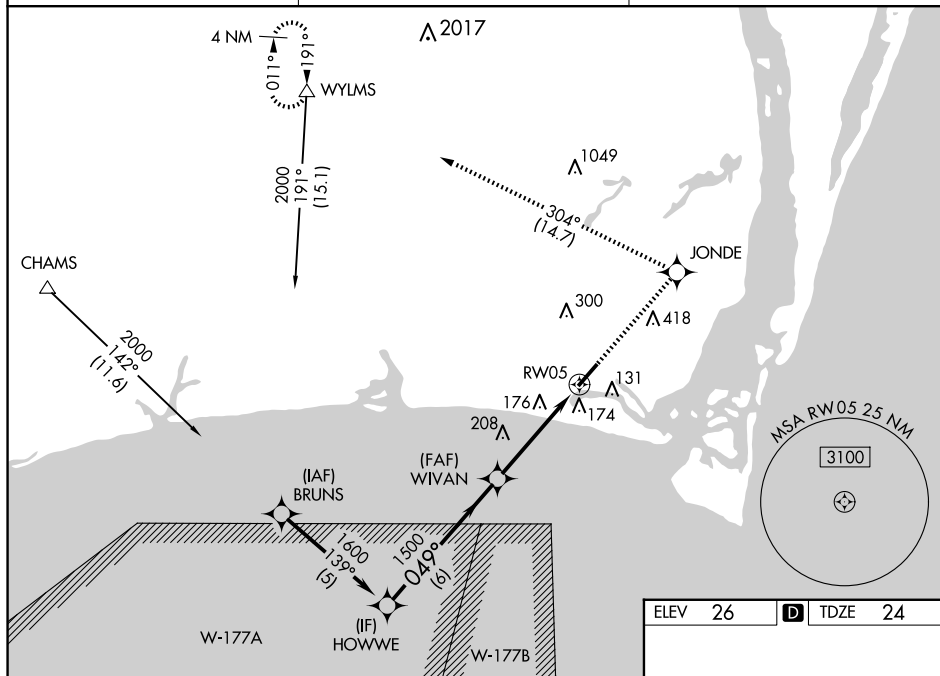 4 NM
2017
011°
191°
WYLMS
1049
2000
191°
(15.1)
304°
(14.7)
CHAMS
JONDE
2000
142°
(11.6)
300
418
RW05
131
176
174
208
MSA RW05 25 NM
3100
(FAF)
WIVAN
(IAF)
BRUNS
1600
139°
(5)
1500
049°
(6)
(IF)
HOWWE
W-177A
W-177B
ELEV 26 D TDZE 24